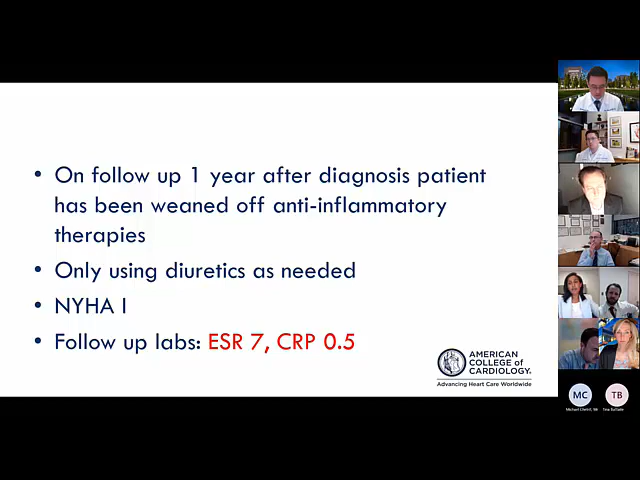 • On follow up 1 year after diagnosis patient
has been weaned off anti-inflammatory
therapies
• Only using diuretics as needed
• NYHA I
• Follow up labs: ESR 7, CRP 0.5
AMERICAN
COLLEGE of
CARDIOLOGY®
Advancing Heart Care Worldwide
MC
TB